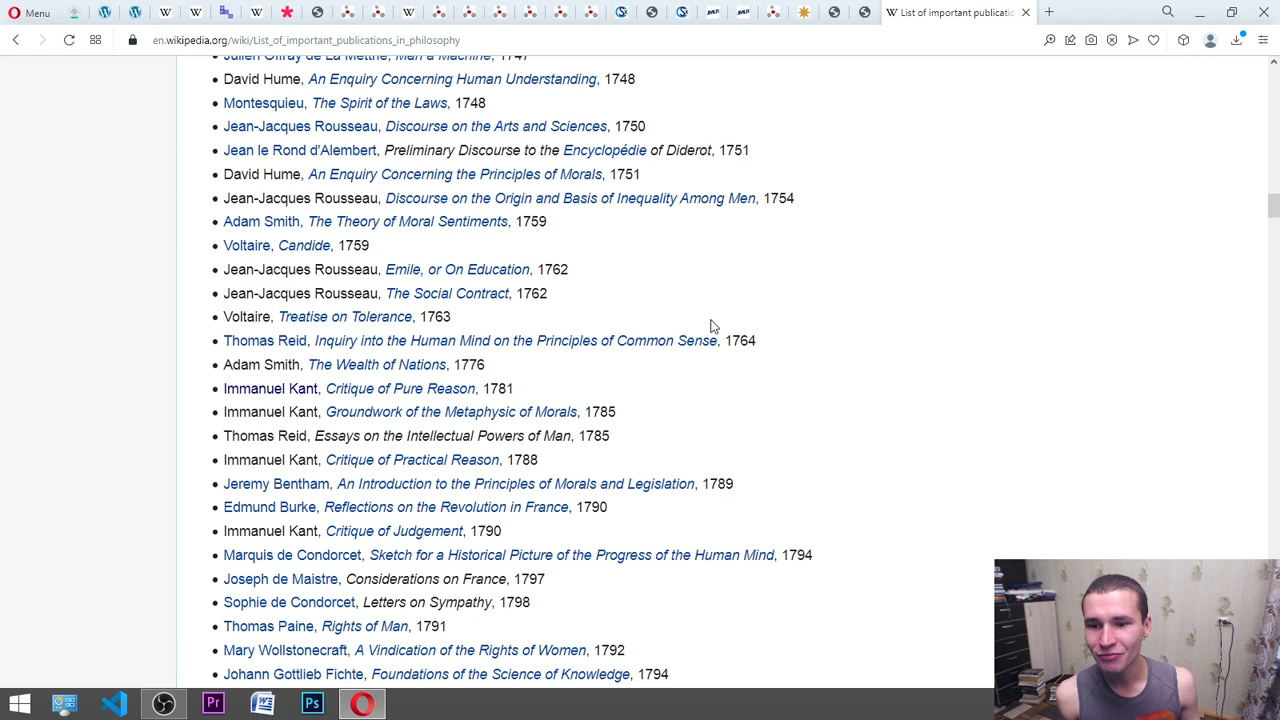 Menu
List of important publicatic
en.wikipedia.org/wiki/List_of_important_publications_in_philosophy
Julien Offray de La Mettrie, Man a Machine, 1747
David Hume, An Enquiry Concerning Human Understanding, 1748
Montesquieu, The Spirit of the Laws, 1748
Jean-Jacques Rousseau, Discourse on the Arts and Sciences, 1750
Jean le Rond d'Alembert, Preliminary Discourse to the Encyclopédie of Diderot, 1751
David Hume, An Enquiry Concerning the Principles of Morals, 1751
Jean-Jacques Rousseau, Discourse on the Origin and Basis of Inequality Among Men, 1754
Adam Smith, The Theory of Moral Sentiments, 1759
Voltaire, Candide, 1759
Jean-Jacques Rousseau, Emile, or On Education, 1762
Jean-Jacques Rousseau, The Social Contract, 1762
Voltaire, Treatise on Tolerance, 1763
Thomas Reid, Inquiry into the Human Mind on the Principles of Common Sense, 1764
Adam Smith, The Wealth of Nations, 1776
Immanuel Kant, Critique of Pure Reason, 1781
Immanuel Kant, Groundwork of the Metaphysic of Morals, 1785
Thomas Reid, Essays on the Intellectual Powers of Man, 1785
Immanuel Kant, Critique of Practical Reason, 1788
Jeremy Bentham, An Introduction to the Principles of Morals and Legislation, 1789
Edmund Burke, Reflections on the Revolution in France, 1790
Immanuel Kant, Critique of Judgement, 1790
Marquis de Condorcet, Sketch for a Historical Picture of the Progress of the Human Mind, 1794
Joseph de Maistre, Considerations on France, 1797
Sophie de Condorcet, Letters on Sympathy, 1798
Thomas Paine, Rights of Man, 1791
Mary Wollstonecraft, A Vindication of the Rights of Women, 1792
Johann Gottlieb Fichte, Foundations of the Science of Knowledge, 1794
Pr
Ps